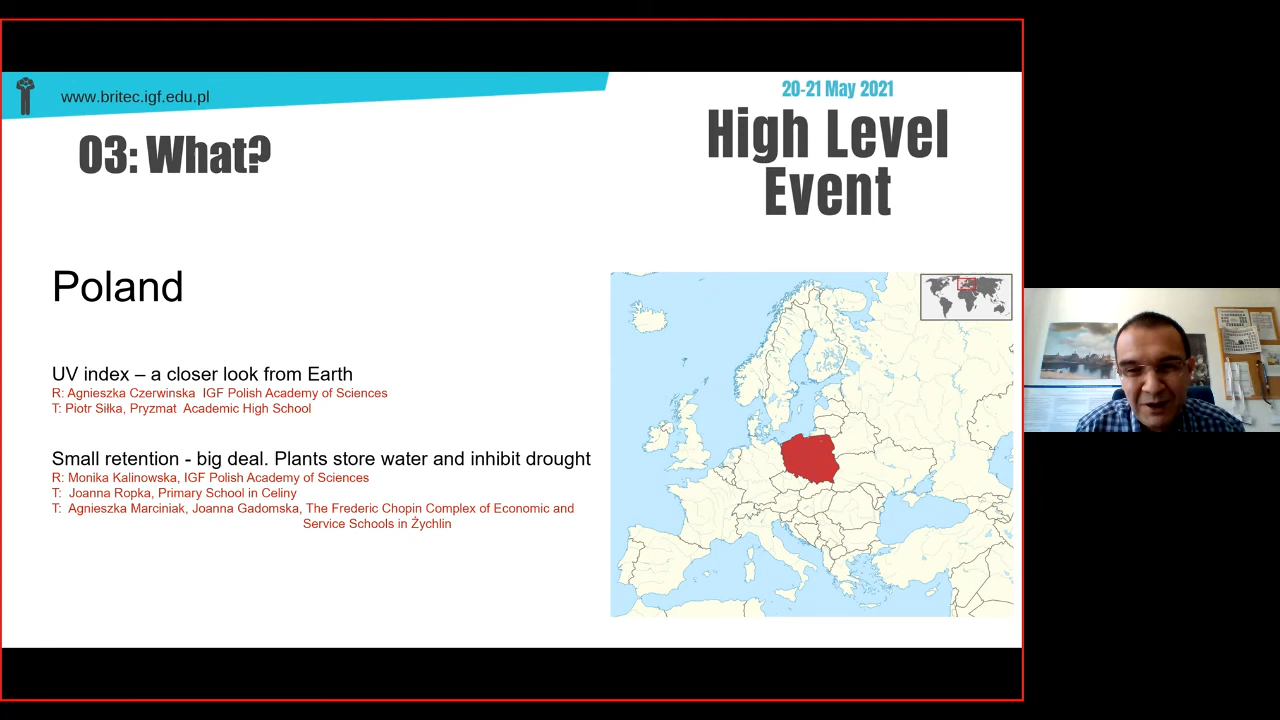 www.britec.igf.edu.pl
20-21 May 2021
High Level
Event
03: What?
Poland
UV index – a closer look from Earth
R: Agnieszka Czerwinska IGF Polish Academy of Sciences
T: Piotr Siłka, Pryzmat Academic High School
Small retention - big deal. Plants store water and inhibit drought
R: Monika Kalinowska, IGF Polish Academy of Sciences
T: Joanna Ropka, Primary School in Celiny
T: Agnieszka Marciniak, Joanna Gadomska, The Frederic Chopin Complex of Economic and
Service Schools in Żychlin